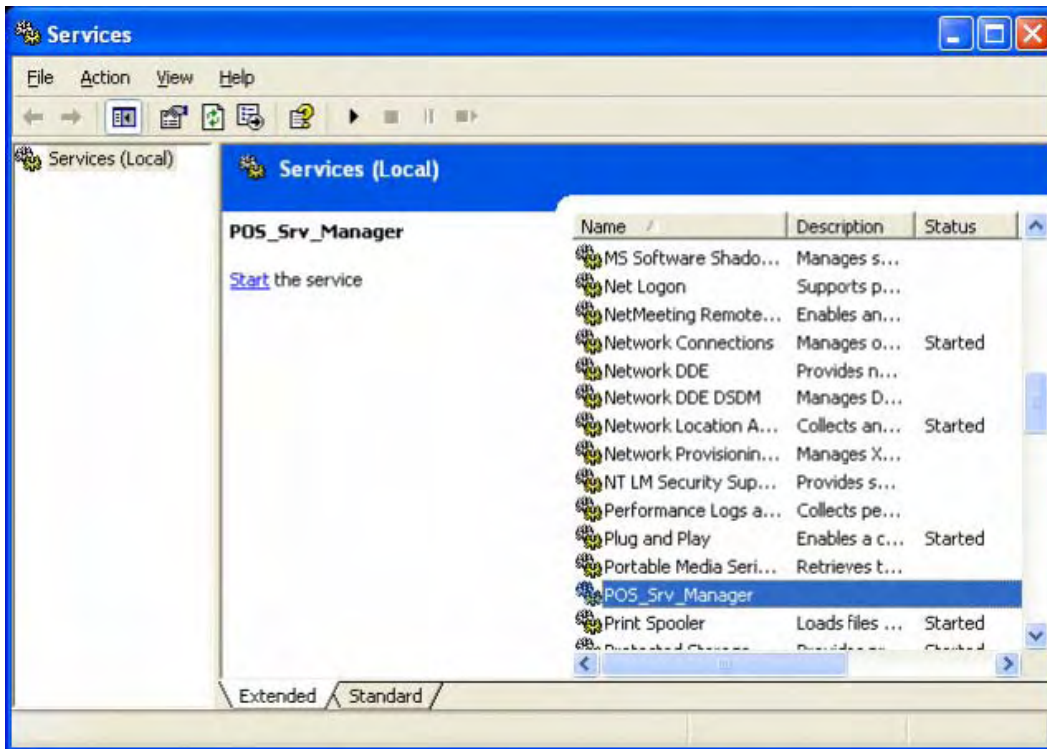 Services
File Action View Help
Services (Local)
Services (Local)
POS_Srv_Manager
Start the service
Name Description Status
MS Software Shado... Manages s...
Net Logon Supports p...
NetMeeting Remote... Enables an...
Network Connections Manages o... Started
Network DDE Provides n...
Network DDE DSDM Manages D...
Network Location A... Collects an... Started
Network Provisionin... Manages X...
NT LM Security Sup... Provides s...
Performance Logs a... Collects pe...
Plug and Play Enables a c... Started
Portable Media Seri... Retrieves t...
POS_Srv_Manager
Print Spooler Loads files ... Started
Extended Standard